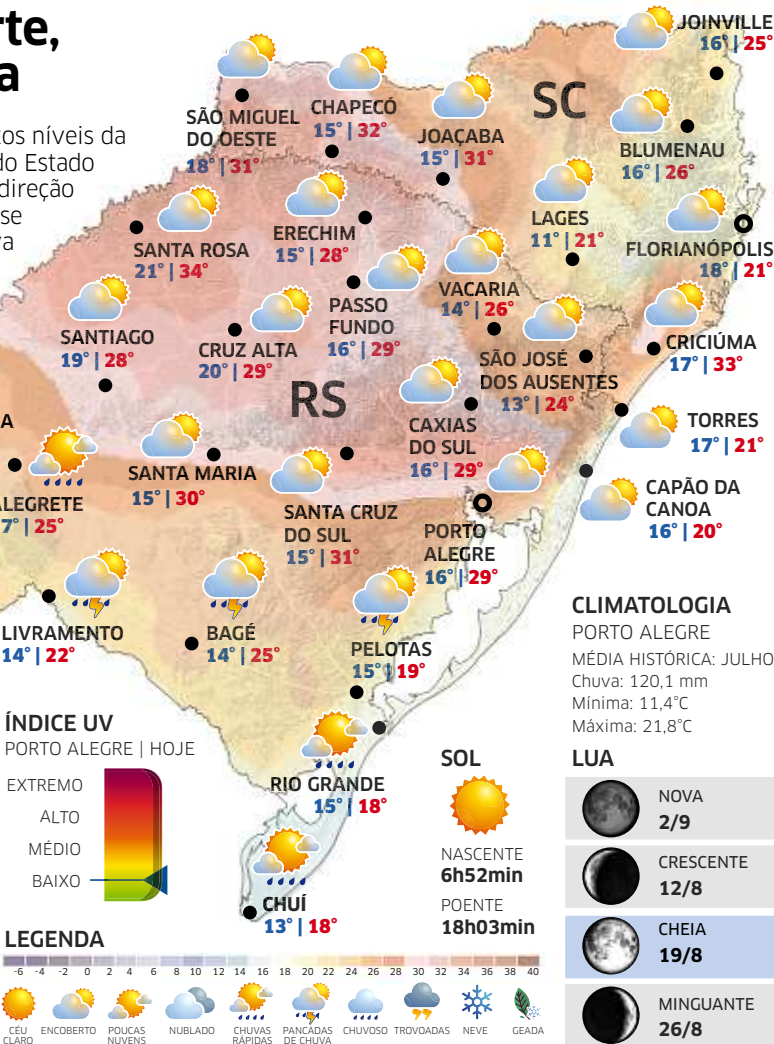 rte,
a
tos níveis da
do Estado
direção
se
va
JOINVILLE
16° | 25°
SC
SÃO MIGUEL
DO OESTE
18° | 31°
CHAPECÓ
15° | 32°
JOAÇABA
15° | 31°
BLUMENAU
16° | 26°
LAGES
11° | 21°
FLORIANÓPOLIS
18° | 21°
SANTA ROSA
21° | 34°
ERECHIM
15° | 28°
VACARIA
14° | 26°
SANTIAGO
19° | 28°
CRUZ ALTA
20° | 29°
PASSO
FUNDO
16° | 29°
SÃO JOSÉ
DOS AUSENTES
13° | 24°
CRICIÚMA
17° | 33°
RS
CAXIAS
DO SUL
16° | 29°
TORRES
17° | 21°
A
ALEGRETE
7° | 25°
SANTA MARIA
15° | 30°
SANTA CRUZ
DO SUL
15° | 31°
PORTO
ALEGRE
16° | 29°
CAPÃO DA
CANOA
16° | 20°
LIVRAMENTO
14° | 22°
BAGÉ
14° | 25°
PELOTAS
15° | 19°
CLIMATOLOGIA
PORTO ALEGRE
MÉDIA HISTÓRICA: JULHO
Chuva: 120,1 mm
Mínima: 11,4°C
Máxima: 21,8°C
RIO GRANDE
15° | 18°
CHUÍ
13° | 18°
ÍNDICE UV
PORTO ALEGRE | HOJE
EXTREMO
ALTO
MÉDIO
BAIXO
SOL
NASCENTE
6h52min
POENTE
18h03min
LUA
NOVA
2/9
CRESCENTE
12/8
CHEIA
19/8
MINGUANTE
26/8
LEGENDA
-6 -4 -2 0 2 4 6 8 10 12 14 16 18 20 22 24 26 28 30 32 34 36 38 40
CÉU
CLARO
ENCOBERTO
POUCAS
NUVENS
NUBLADO
CHUVAS
RÁPIDAS
PANCADAS
DE CHUVA
CHUVOSO
TROVOADAS
NEVE
GEADA